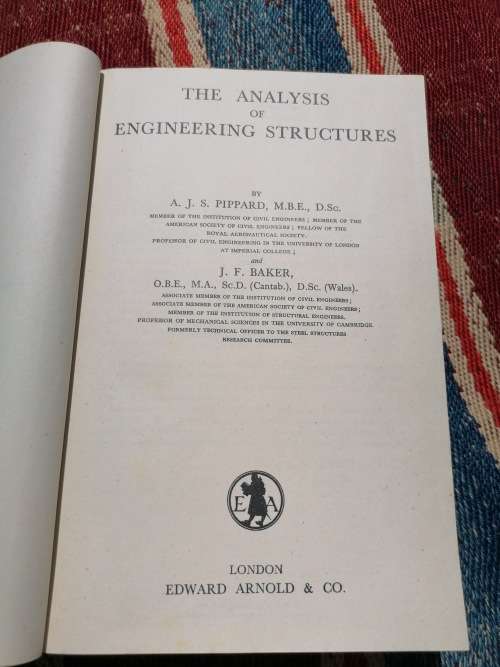 THE ANALYSIS
OF
ENGINEERING STRUCTURES
BY
A. J. S. PIPPARD, M.B.E., D.Sc.
MEMBER OF THE INSTITUTION OF CIVIL ENGINEERS; MEMBER OF THE
AMERICAN SOCIETY OF CIVIL ENGINEERS; FELLOW OF THE
ROYAL AERONAUTICAL SOCIETY.
PROFESSOR OF CIVIL ENGINEERING IN THE UNIVERSITY OF LONDON
AT IMPERIAL COLLEGE;
and
J. F. BAKER,
O.B.E., M.A., Sc.D. (Cantab.), D.Sc. (Wales).
ASSOCIATE MEMBER OF THE INSTITUTION OF CIVIL ENGINEERS;
ASSOCIATE MEMBER OF THE AMERICAN SOCIETY OF CIVIL ENGINEERS;
MEMBER OF THE INSTITUTION OF STRUCTURAL ENGINEERS.
PROFESSOR OF MECHANICAL SCIENCES IN THE UNIVERSITY OF CAMBRIDGE
FORMERLY TECHNICAL OFFICER TO THE STEEL STRUCTURES
RESEARCH COMMITTEE.
E A
LONDON
EDWARD ARNOLD & CO.